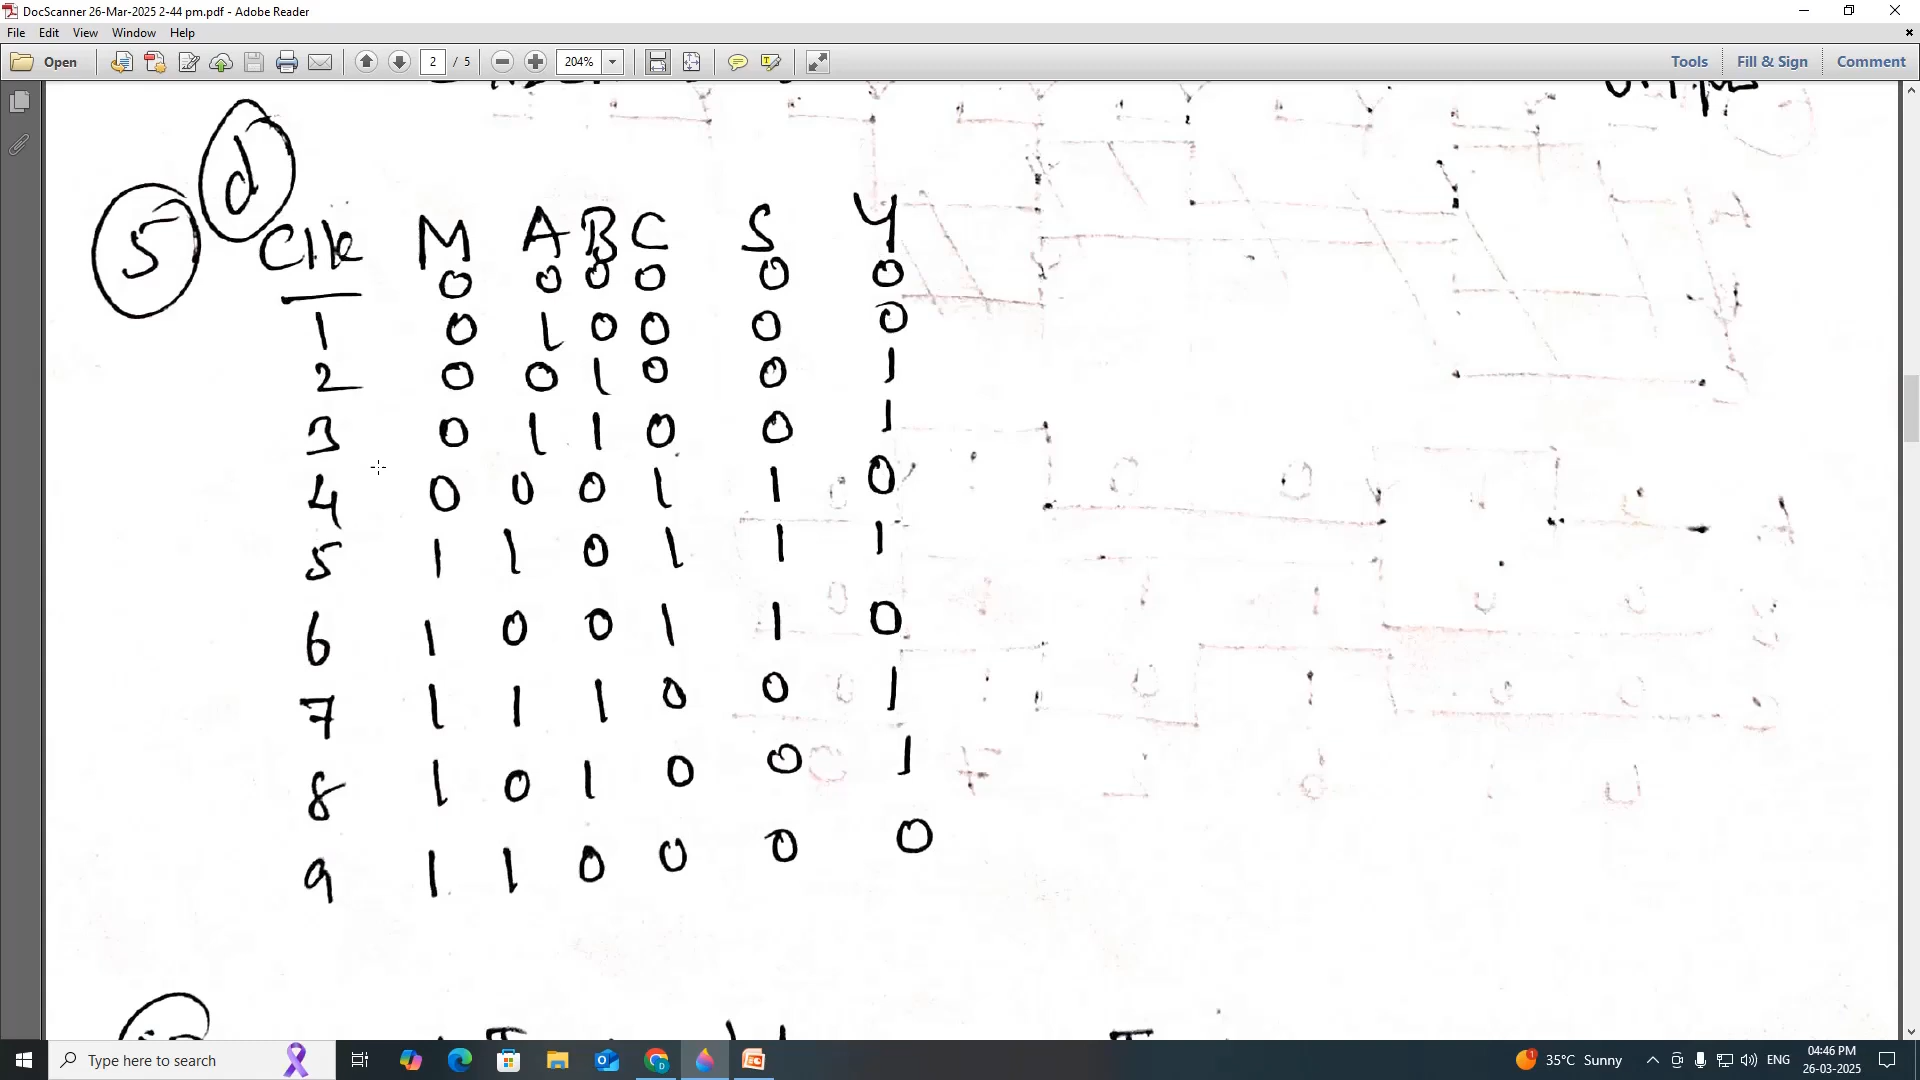 DocScanner 26-Mar-2025 2-44 pm.pdf - Adobe Reader
File Edit View Window Help
Open 2 / 5 204% Tools Fill & Sign Comment
d
5
Clk M A B C S Y
0 0 0 0 0 0
1 0 1 0 0 0 0
2 0 0 1 0 0 1
3 0 1 1 0 0 1
4 0 0 0 1 1 0
5 1 1 0 1 1 1
6 1 0 0 1 1 0
7 1 1 1 0 0 1
8 1 0 1 0 0 1
9 1 1 0 0 0 0
Type here to search
35°C Sunny
ENG
04:46 PM
26-03-2025